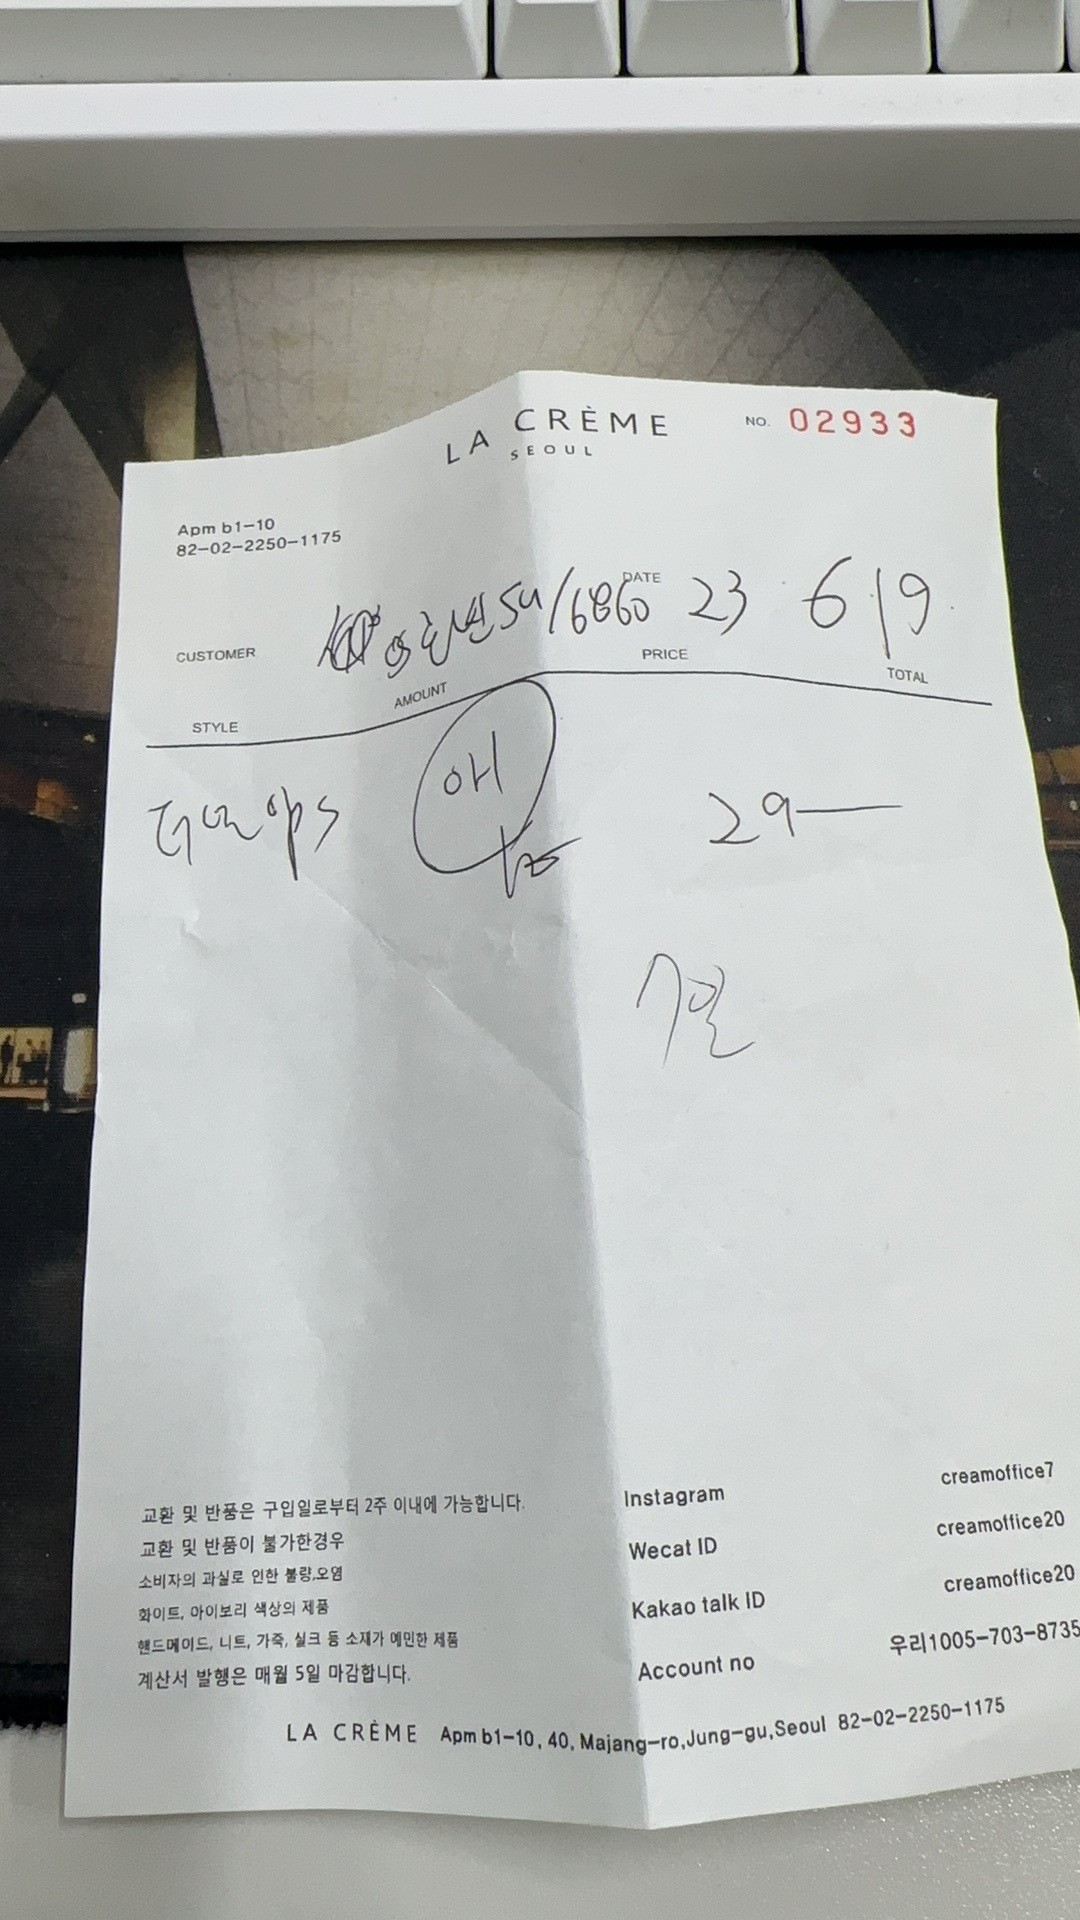 LA CRÈME
SEOUL
NO. 02933
Apm b1-10
82-02-2250-1175
CUSTOMER
/6860
DATE 23 6/9
STYLE AMOUNT PRICE TOTAL
애 29—
교환 및 반품은 구입일로부터 2주 이내에 가능합니다.
교환 및 반품이 불가한경우
소비자의 과실로 인한 불량,오염
화이트, 아이보리 색상의 제품
핸드메이드, 니트, 가죽, 실크 등 소재가 예민한 제품
계산서 발행은 매월 5일 마감합니다.
Instagram creamoffice7
Wecat ID creamoffice20
Kakao talk ID creamoffice20
Account no 우리1005-703-8735
LA CRÈME Apm b1-10, 40, Majang-ro,Jung-gu,Seoul 82-02-2250-1175